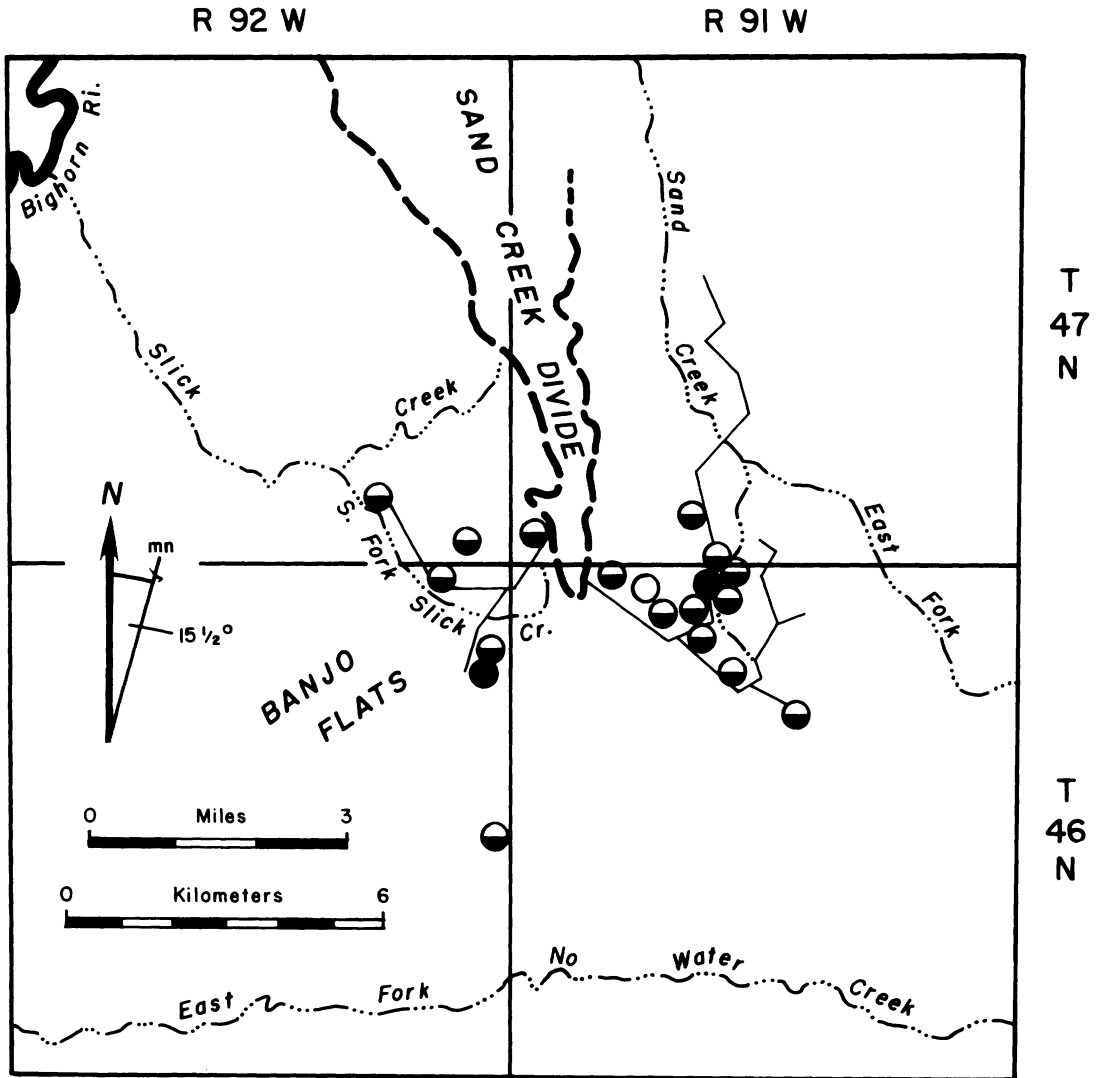 R 92 W
R 91 W
Bighorn Ri.
SAND CREEK DIVIDE
Sand Creek
T
47
N
Slick Creek
S. Fork Slick Cr.
East Fork
N
mn
15 ½°
BANJO
FLATS
0 Miles 3
0 Kilometers 6
T
46
N
East Fork No Water Creek